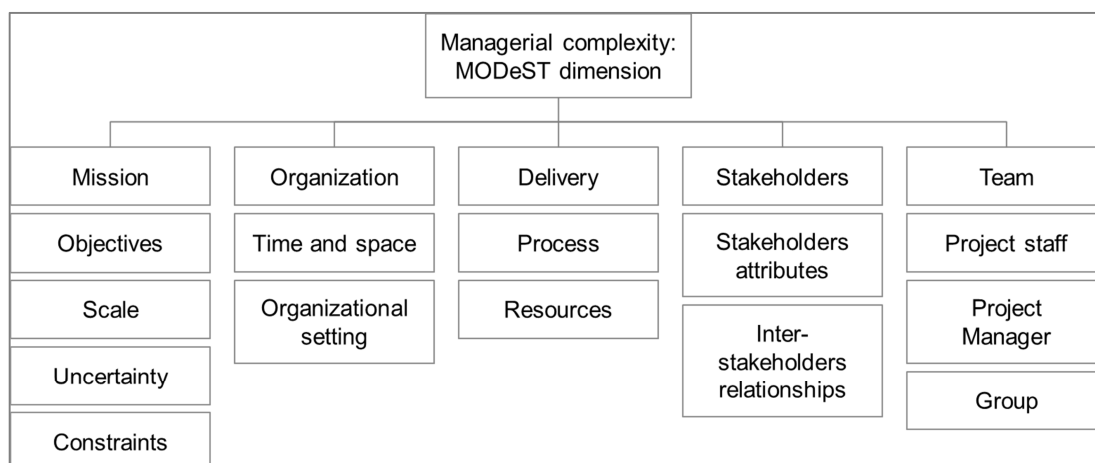 Managerial complexity:
MODeST dimension
Mission
Organization
Delivery
Stakeholders
Team
Objectives
Time and space
Process
Stakeholders
attributes
Project staff
Scale
Organizational
setting
Resources
Inter-
stakeholders
relationships
Project
Manager
Uncertainty
Group
Constraints